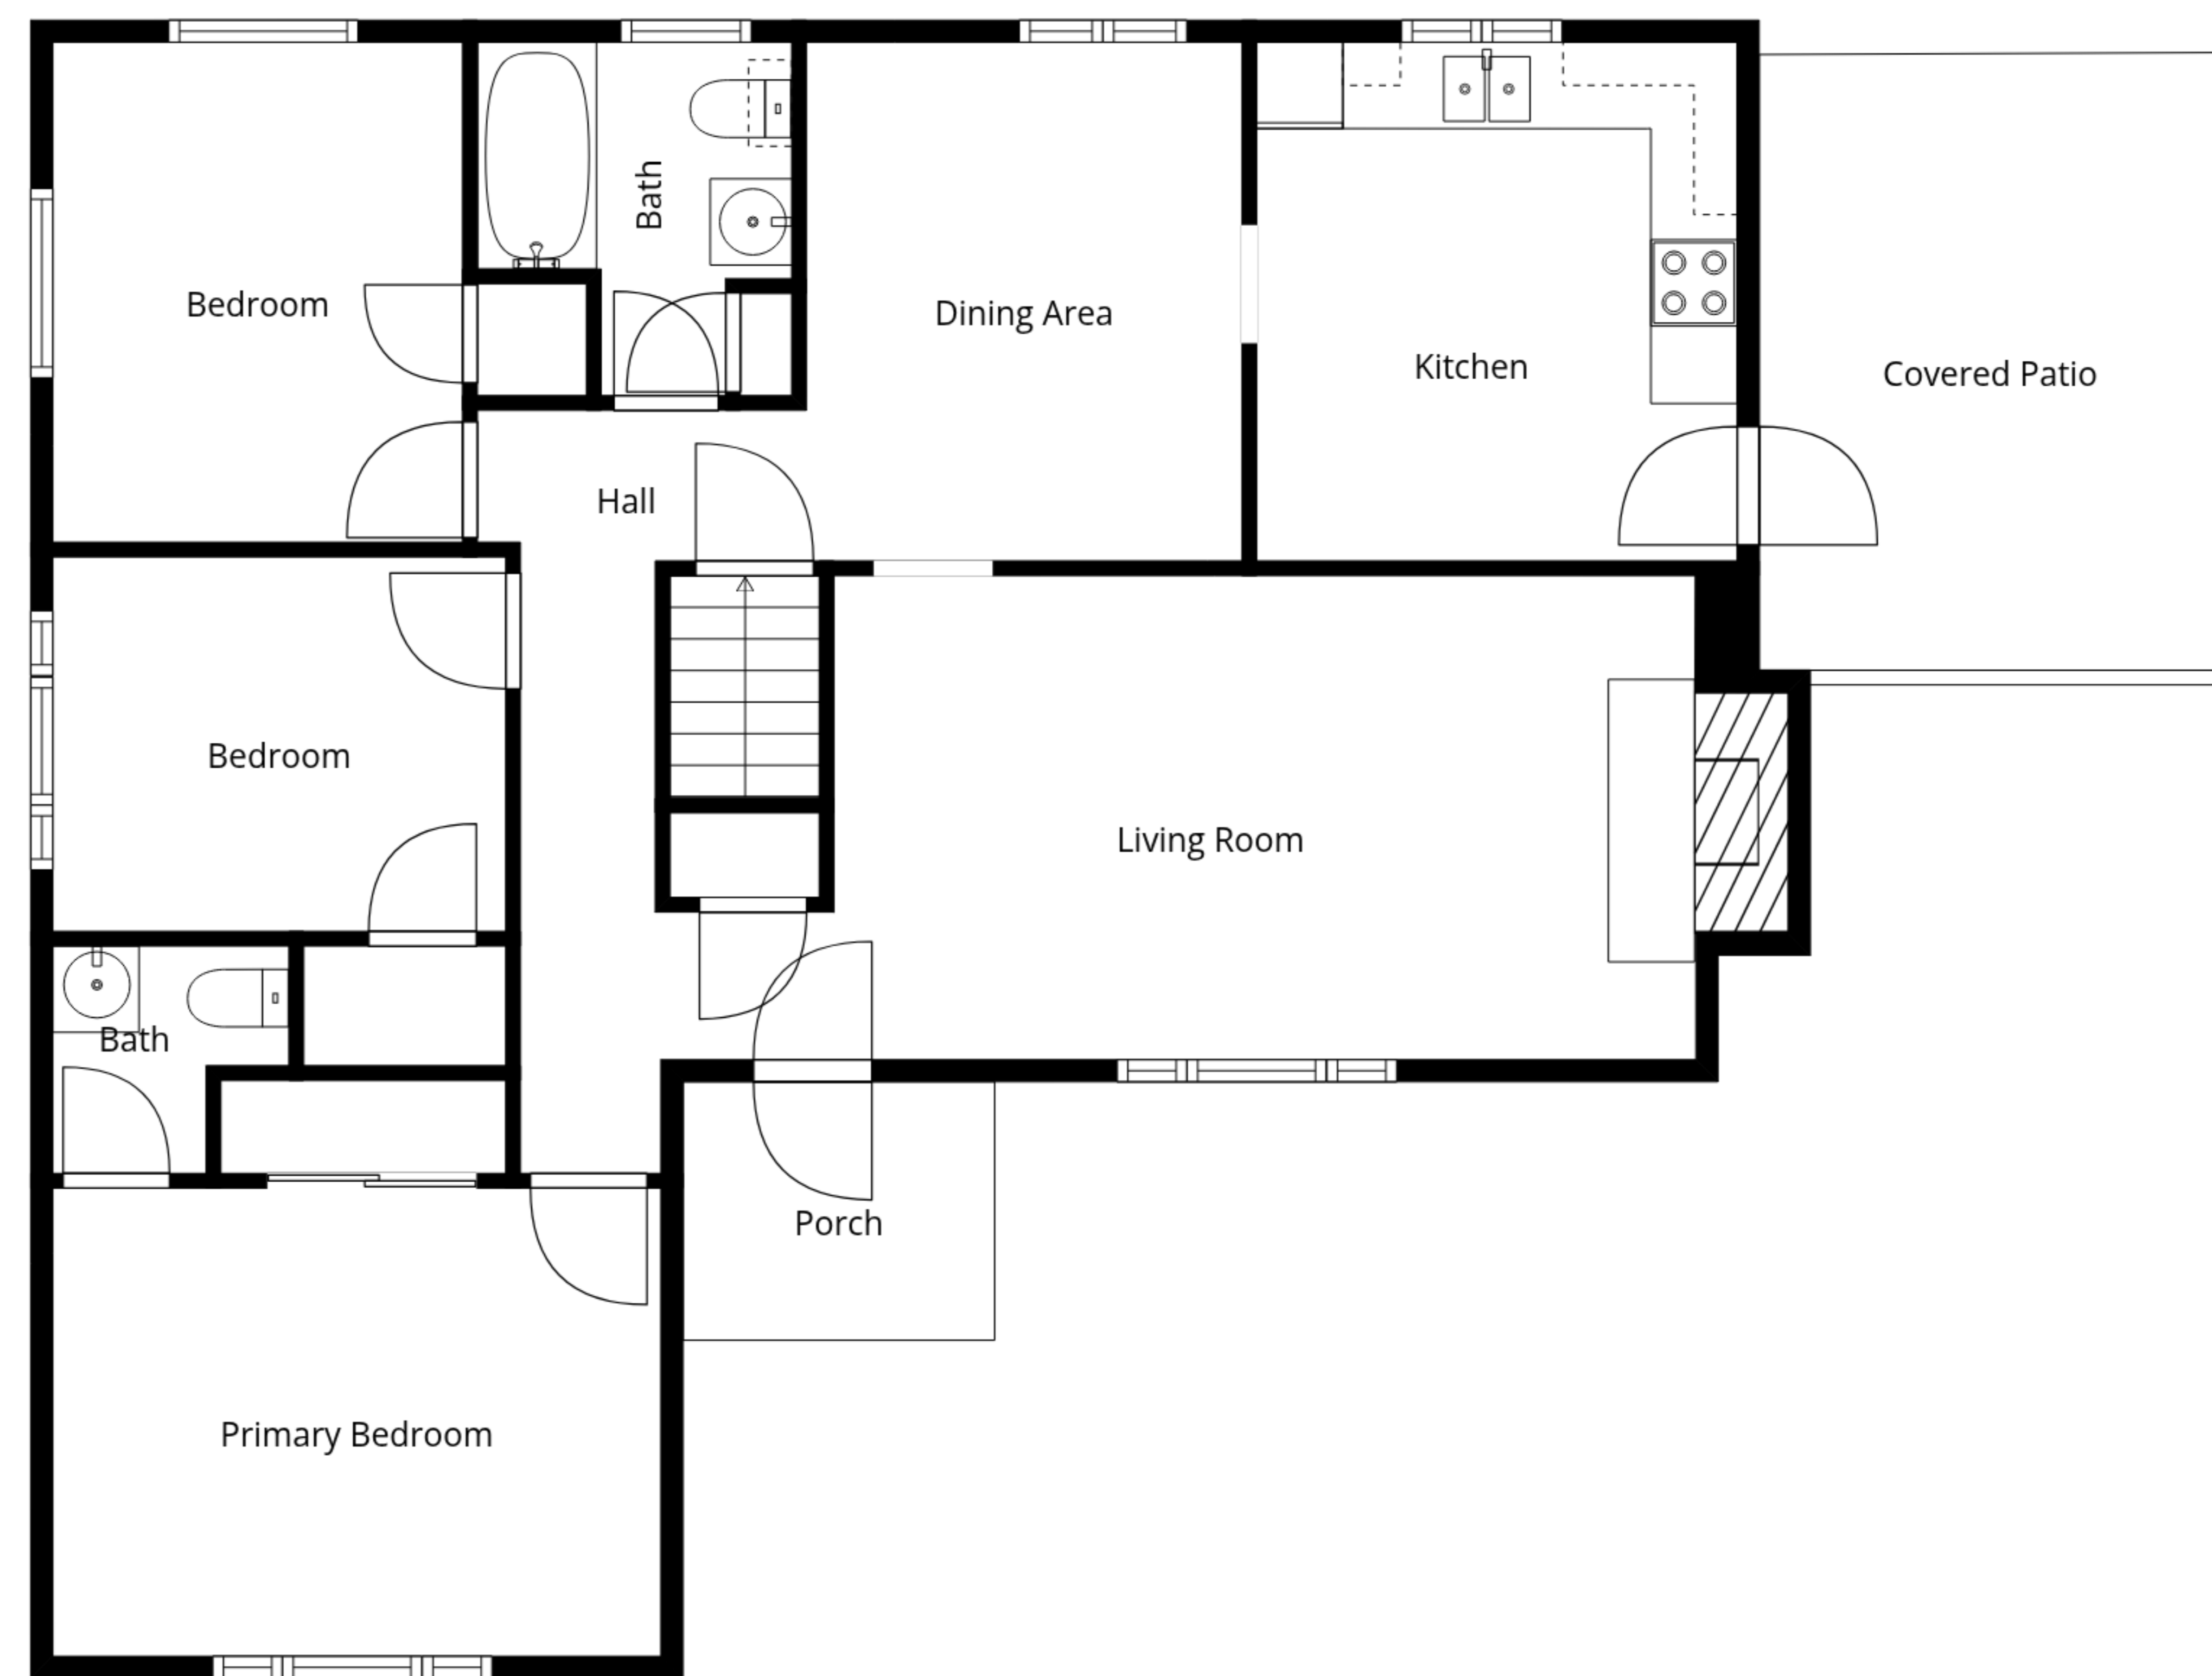 Bath
Bedroom
Dining Area
Kitchen
Covered Patio
Hall
Bedroom
Living Room
Bath
Porch
Primary Bedroom